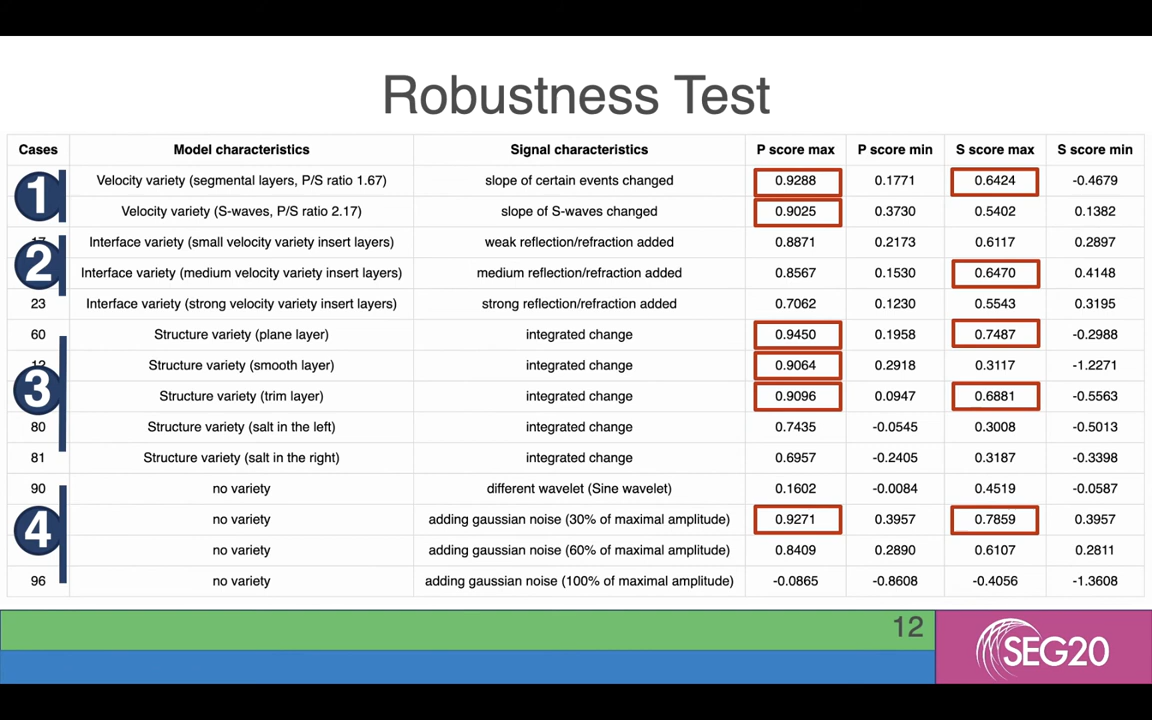 Robustness Test
Cases Model characteristics Signal characteristics P score max P score min S score max S score min
1 Velocity variety (segmental layers, P/S ratio 1.67) slope of certain events changed 0.9288 0.1771 0.6424 -0.4679
Velocity variety (S-waves, P/S ratio 2.17) slope of S-waves changed 0.9025 0.3730 0.5402 0.1382
Interface variety (small velocity variety insert layers) weak reflection/refraction added 0.8871 0.2173 0.6117 0.2897
2 Interface variety (medium velocity variety insert layers) medium reflection/refraction added 0.8567 0.1530 0.6470 0.4148
23 Interface variety (strong velocity variety insert layers) strong reflection/refraction added 0.7062 0.1230 0.5543 0.3195
60 Structure variety (plane layer) integrated change 0.9450 0.1958 0.7487 -0.2988
Structure variety (smooth layer) integrated change 0.9064 0.2918 0.3117 -1.2271
3 Structure variety (trim layer) integrated change 0.9096 0.0947 0.6881 -0.5563
80 Structure variety (salt in the left) integrated change 0.7435 -0.0545 0.3008 -0.5013
81 Structure variety (salt in the right) integrated change 0.6957 -0.2405 0.3187 -0.3398
90 no variety different wavelet (Sine wavelet) 0.1602 -0.0084 0.4519 -0.0587
4 no variety adding gaussian noise (30% of maximal amplitude) 0.9271 0.3957 0.7859 0.3957
no variety adding gaussian noise (60% of maximal amplitude) 0.8409 0.2890 0.6107 0.2811
96 no variety adding gaussian noise (100% of maximal amplitude) -0.0865 -0.8608 -0.4056 -1.3608
12
SEG20